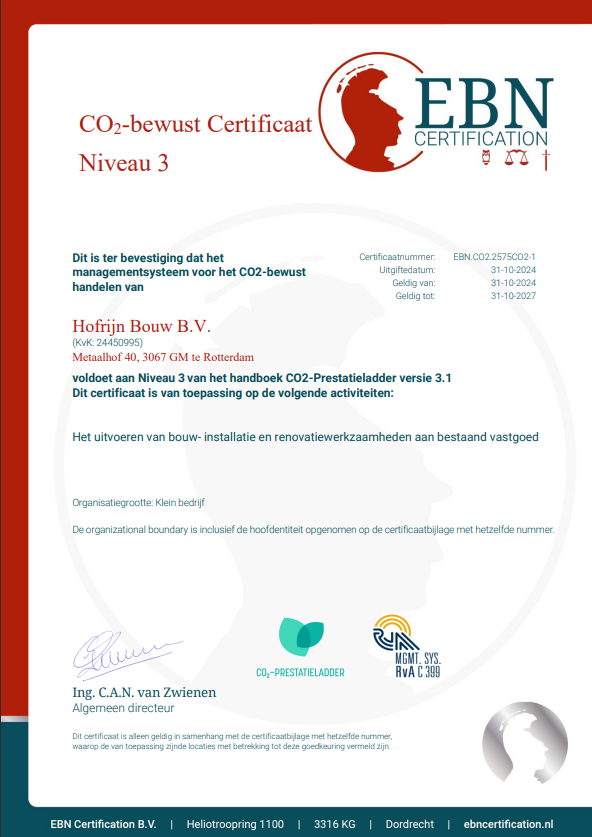 EBN
CERTIFICATION
CO₂-bewust Certificaat
Niveau 3
Dit is ter bevestiging dat het
managementsysteem voor het CO2-bewust
handelen van
Certificaatnummer: EBN.CO2.2575CO2-1
Uitgiftedatum: 31-10-2024
Geldig van: 31-10-2024
Geldig tot: 31-10-2027
Hofrijn Bouw B.V.
(KvK: 24450995)
Metaalhof 40, 3067 GM te Rotterdam
voldoet aan Niveau 3 van het handboek CO2-Prestatieladder versie 3.1
Dit certificaat is van toepassing op de volgende activiteiten:
Het uitvoeren van bouw- installatie en renovatiewerkzaamheden aan bestaand vastgoed
Organisatiegrootte: Klein bedrijf
De organizational boundary is inclusief de hoofdentiteit opgenomen op de certificaatbijlage met hetzelfde nummer.
CO₂-PRESTATIELADDER
RVA
MGMT. SYS.
RvA C 399
Ing. C.A.N. van Zwienen
Algemeen directeur
Dit certificaat is alleen geldig in samenhang met de certificaatbijlage met hetzelfde nummer,
waarop de van toepassing zijnde locaties met betrekking tot deze goedkeuring vermeld zijn.
EBN Certification B.V. | Heliotroopring 1100 | 3316 KG | Dordrecht | ebncertification.nl